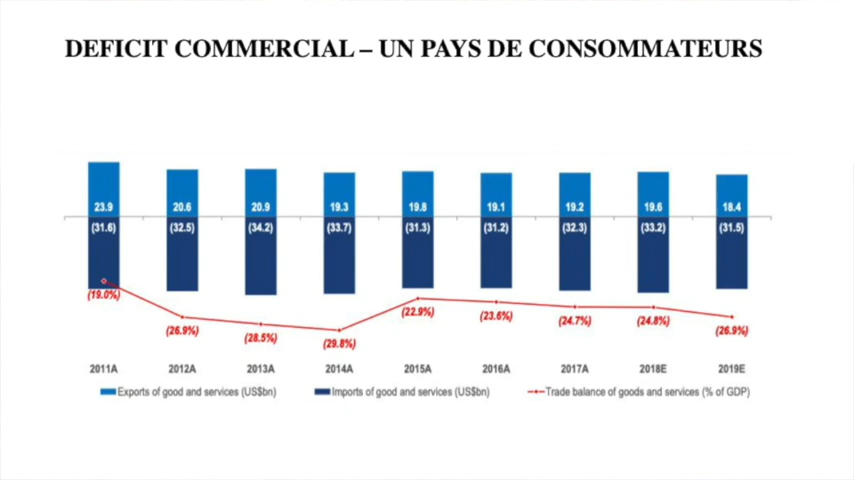 DEFICIT COMMERCIAL – UN PAYS DE CONSOMMATEURS
23.9 20.6 20.9 19.3 19.8 19.1 19.2 19.6 18.4
(31.6) (32.5) (34.2) (33.7) (31.3) (31.2) (32.3) (33.2) (31.5)
(19.0%) (26.9%) (28.5%) (29.8%) (22.9%) (23.6%) (24.7%) (24.8%) (26.9%)
2011A 2012A 2013A 2014A 2015A 2016A 2017A 2018E 2019E
Exports of good and services (US$bn) Imports of good and services (US$bn) Trade balance of goods and services (% of GDP)